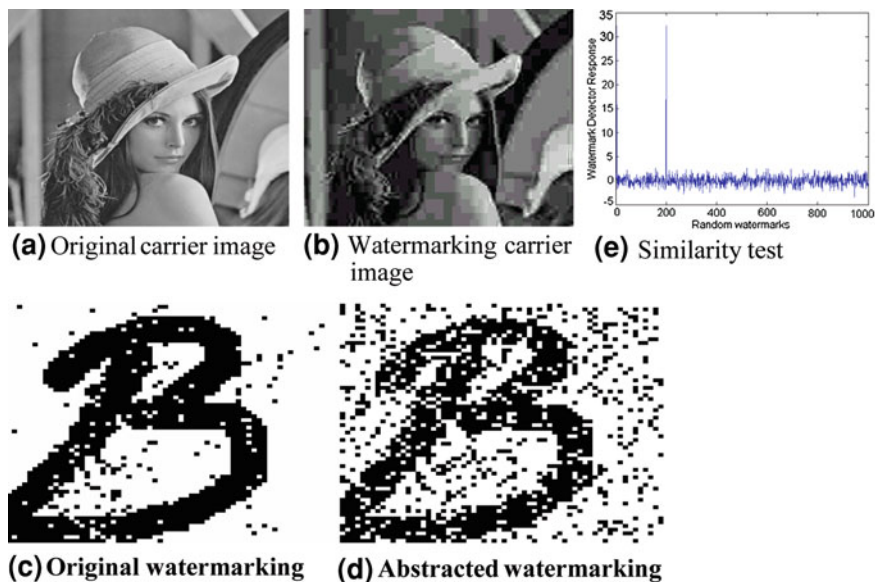 35
30
25
20
15
10
5
0
-5
0 200 400 600 800 1000
Watermark Detector Response
Random watermarks
(a) Original carrier image
(b) Watermarking carrier
image
(e) Similarity test
B
B
(c) Original watermarking
(d) Abstracted watermarking